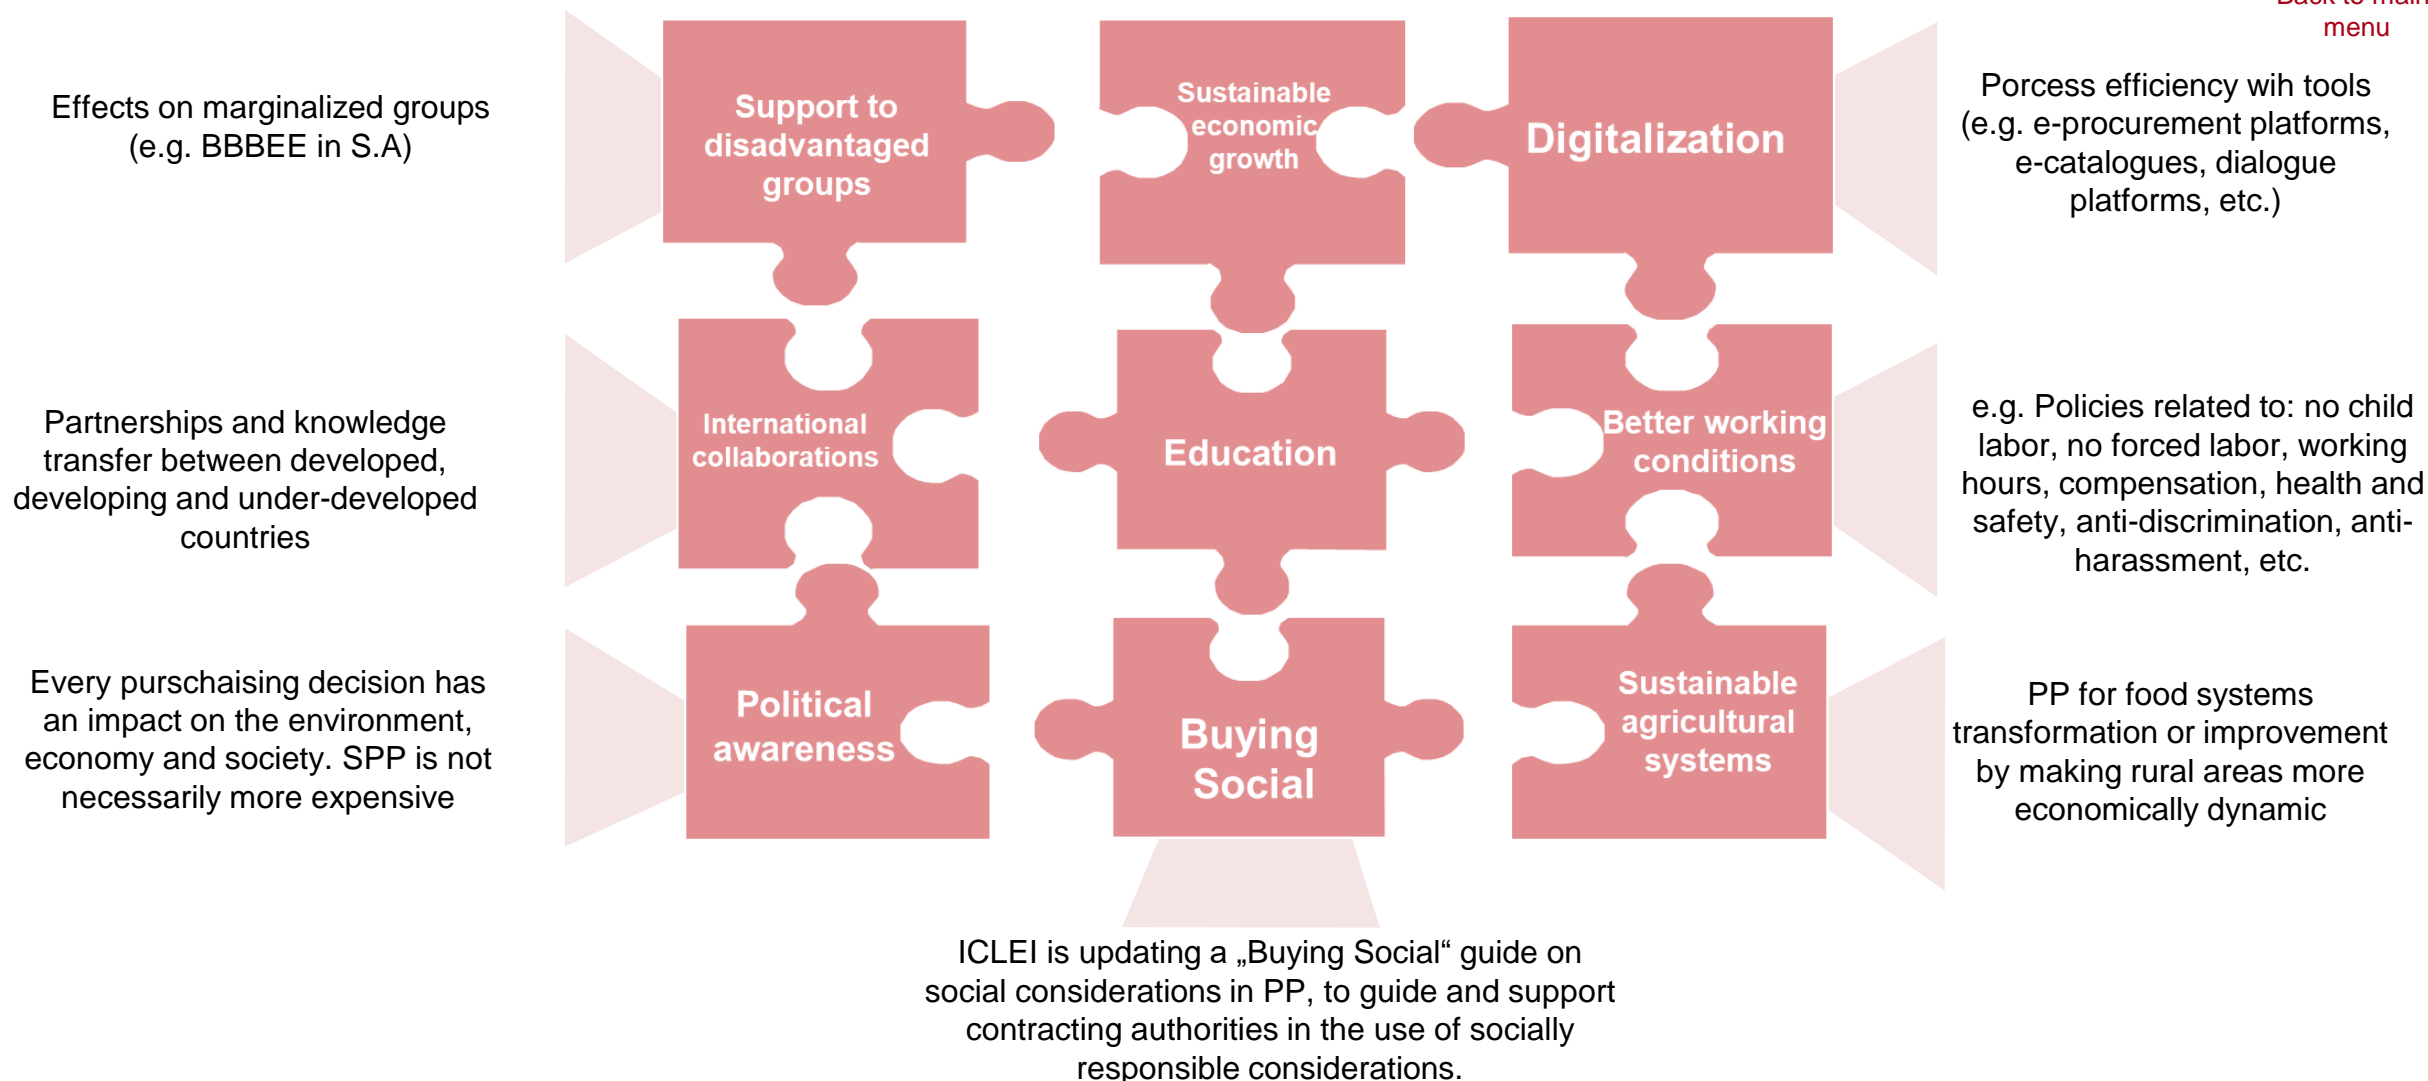 Back to main
menu
Effects on marginalized groups
(e.g. BBBEE in S.A)
Support to
disadvantaged
groups
Sustainable
economic
growth
Digitalization
Porcess efficiency wih tools
(e.g. e-procurement platforms,
e-catalogues, dialogue
platforms, etc.)
Partnerships and knowledge
transfer between developed,
developing and under-developed
countries
International
collaborations
Education
Better working
conditions
e.g. Policies related to: no child
labor, no forced labor, working
hours, compensation, health and
safety, anti-discrimination, anti-
harassment, etc.
Every purschaising decision has
an impact on the environment,
economy and society. SPP is not
necessarily more expensive
Political
awareness
Buying
Social
Sustainable
agricultural
systems
PP for food systems
transformation or improvement
by making rural areas more
economically dynamic
ICLEI is updating a „Buying Social“ guide on
social considerations in PP, to guide and support
contracting authorities in the use of socially
responsible considerations.